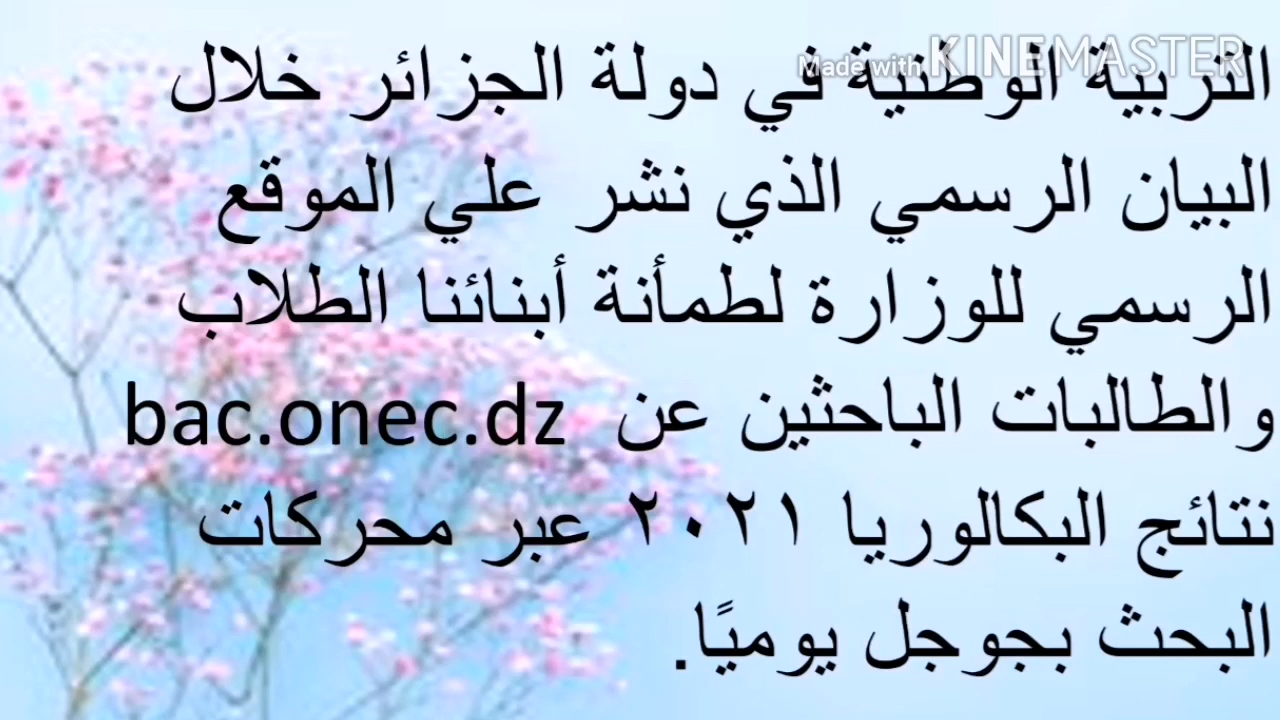 Made with KINEMASTER
التربية الوطنية في دولة الجزائر خلال
البيان الرسمي الذي نشر علي الموقع
الرسمي للوزارة لطمأنة أبنائنا الطلاب
والطالبات الباحثين عن bac.onec.dz
نتائج البكالوريا ٢٠٢١ عبر محركات
البحث بجوجل يوميًا.